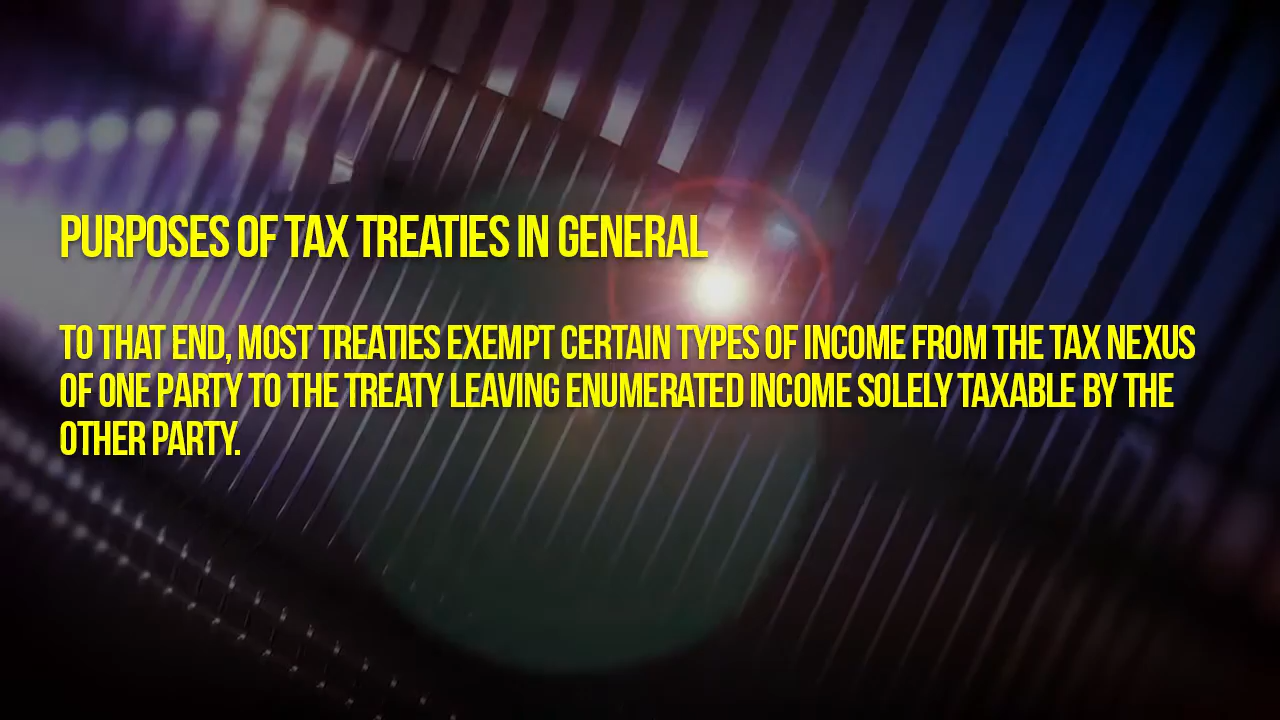 PURPOSES OF TAX TREATIES IN GENERAL
TO THAT END, MOST TREATIES EXEMPT CERTAIN TYPES OF INCOME FROM THE TAX NEXUS
OF ONE PARTY TO THE TREATY LEAVING ENUMERATED INCOME SOLELY TAXABLE BY THE
OTHER PARTY.